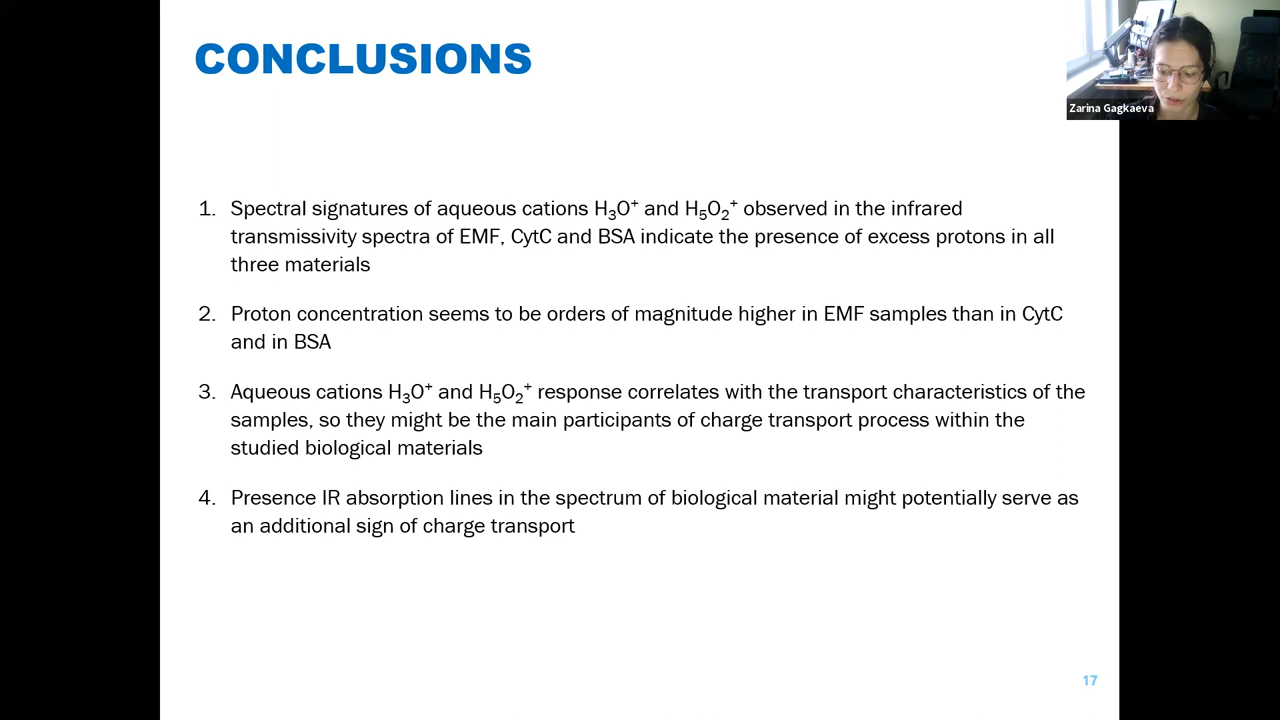 CONCLUSIONS
Zarina Gagkaeva
1. Spectral signatures of aqueous cations H₃O⁺ and H₅O₂⁺ observed in the infrared
transmissivity spectra of EMF, CytC and BSA indicate the presence of excess protons in all
three materials
2. Proton concentration seems to be orders of magnitude higher in EMF samples than in CytC
and in BSA
3. Aqueous cations H₃O⁺ and H₅O₂⁺ response correlates with the transport characteristics of the
samples, so they might be the main participants of charge transport process within the
studied biological materials
4. Presence IR absorption lines in the spectrum of biological material might potentially serve as
an additional sign of charge transport
17